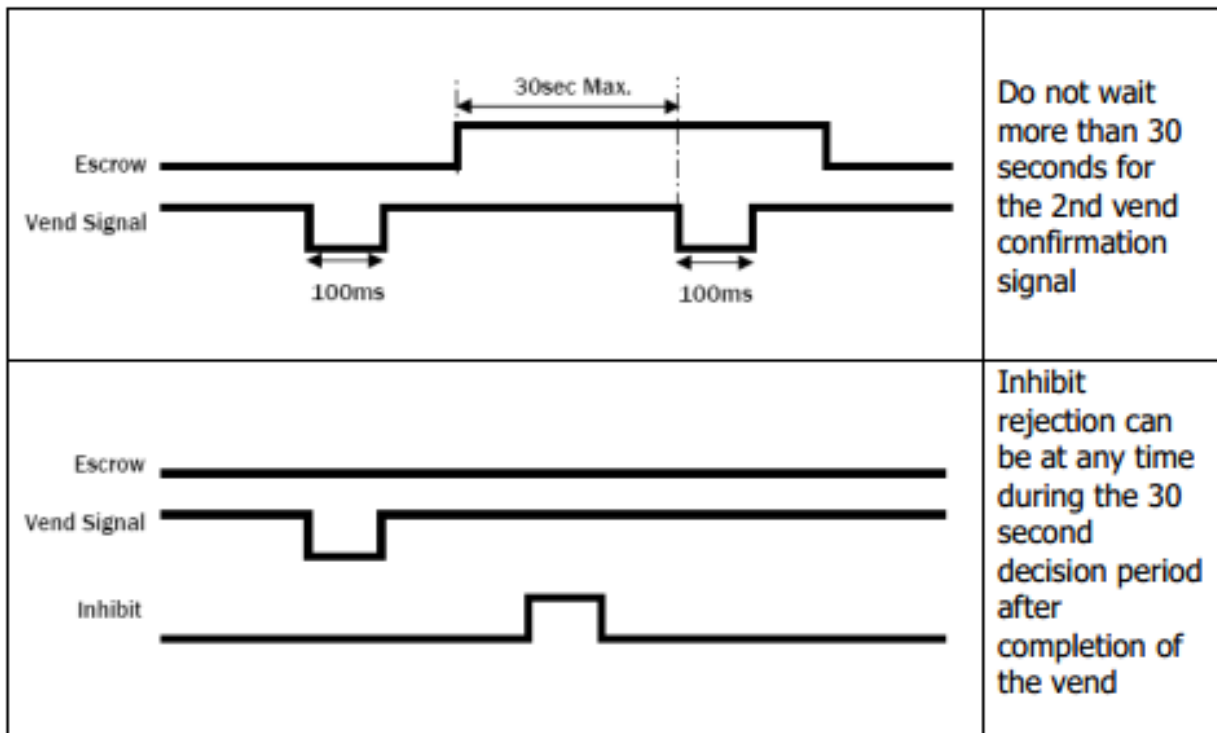 30sec Max.
Escrow
Vend Signal
100ms
100ms
Do not wait
more than 30
seconds for
the 2nd vend
confirmation
signal
Escrow
Vend Signal
Inhibit
Inhibit
rejection can
be at any time
during the 30
second
decision period
after
completion of
the vend